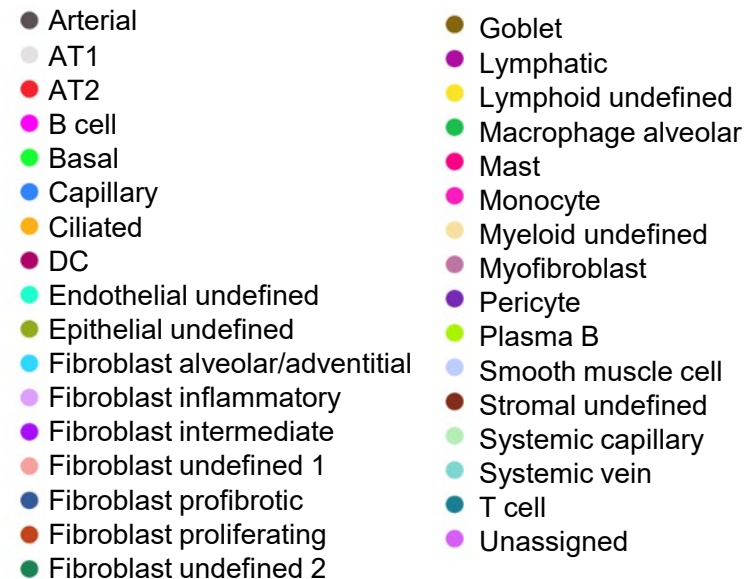 Arterial
AT1
AT2
B cell
Basal
Capillary
Ciliated
DC
Endothelial undefined
Epithelial undefined
Fibroblast alveolar/adventitial
Fibroblast inflammatory
Fibroblast intermediate
Fibroblast undefined 1
Fibroblast profibrotic
Fibroblast proliferating
Fibroblast undefined 2
Goblet
Lymphatic
Lymphoid undefined
Macrophage alveolar
Mast
Monocyte
Myeloid undefined
Myofibroblast
Pericyte
Plasma B
Smooth muscle cell
Stromal undefined
Systemic capillary
Systemic vein
T cell
Unassigned